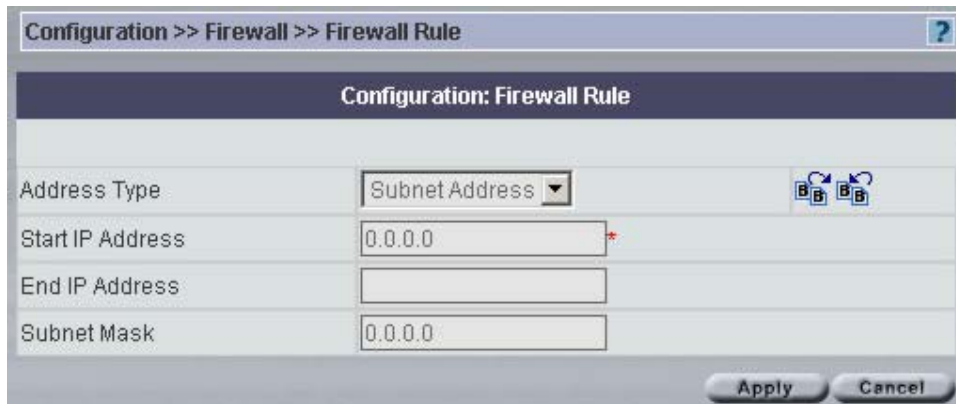 Configuration >> Firewall >> Firewall Rule
?
Configuration: Firewall Rule
Address Type Subnet Address B B B B
Start IP Address 0.0.0.0 *
End IP Address
Subnet Mask 0.0.0.0
Apply Cancel